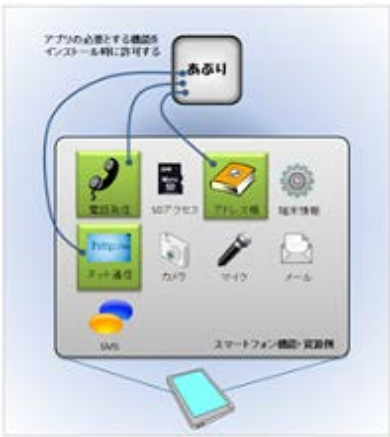 アプリの必要とする機能を
インストール時に許可する
あぷり
電話発信
SDアクセス
アドレス帳
端末情報
http://
ネット通信
カメラ
マイク
メール
SMS
スマートフォン機能・資源例